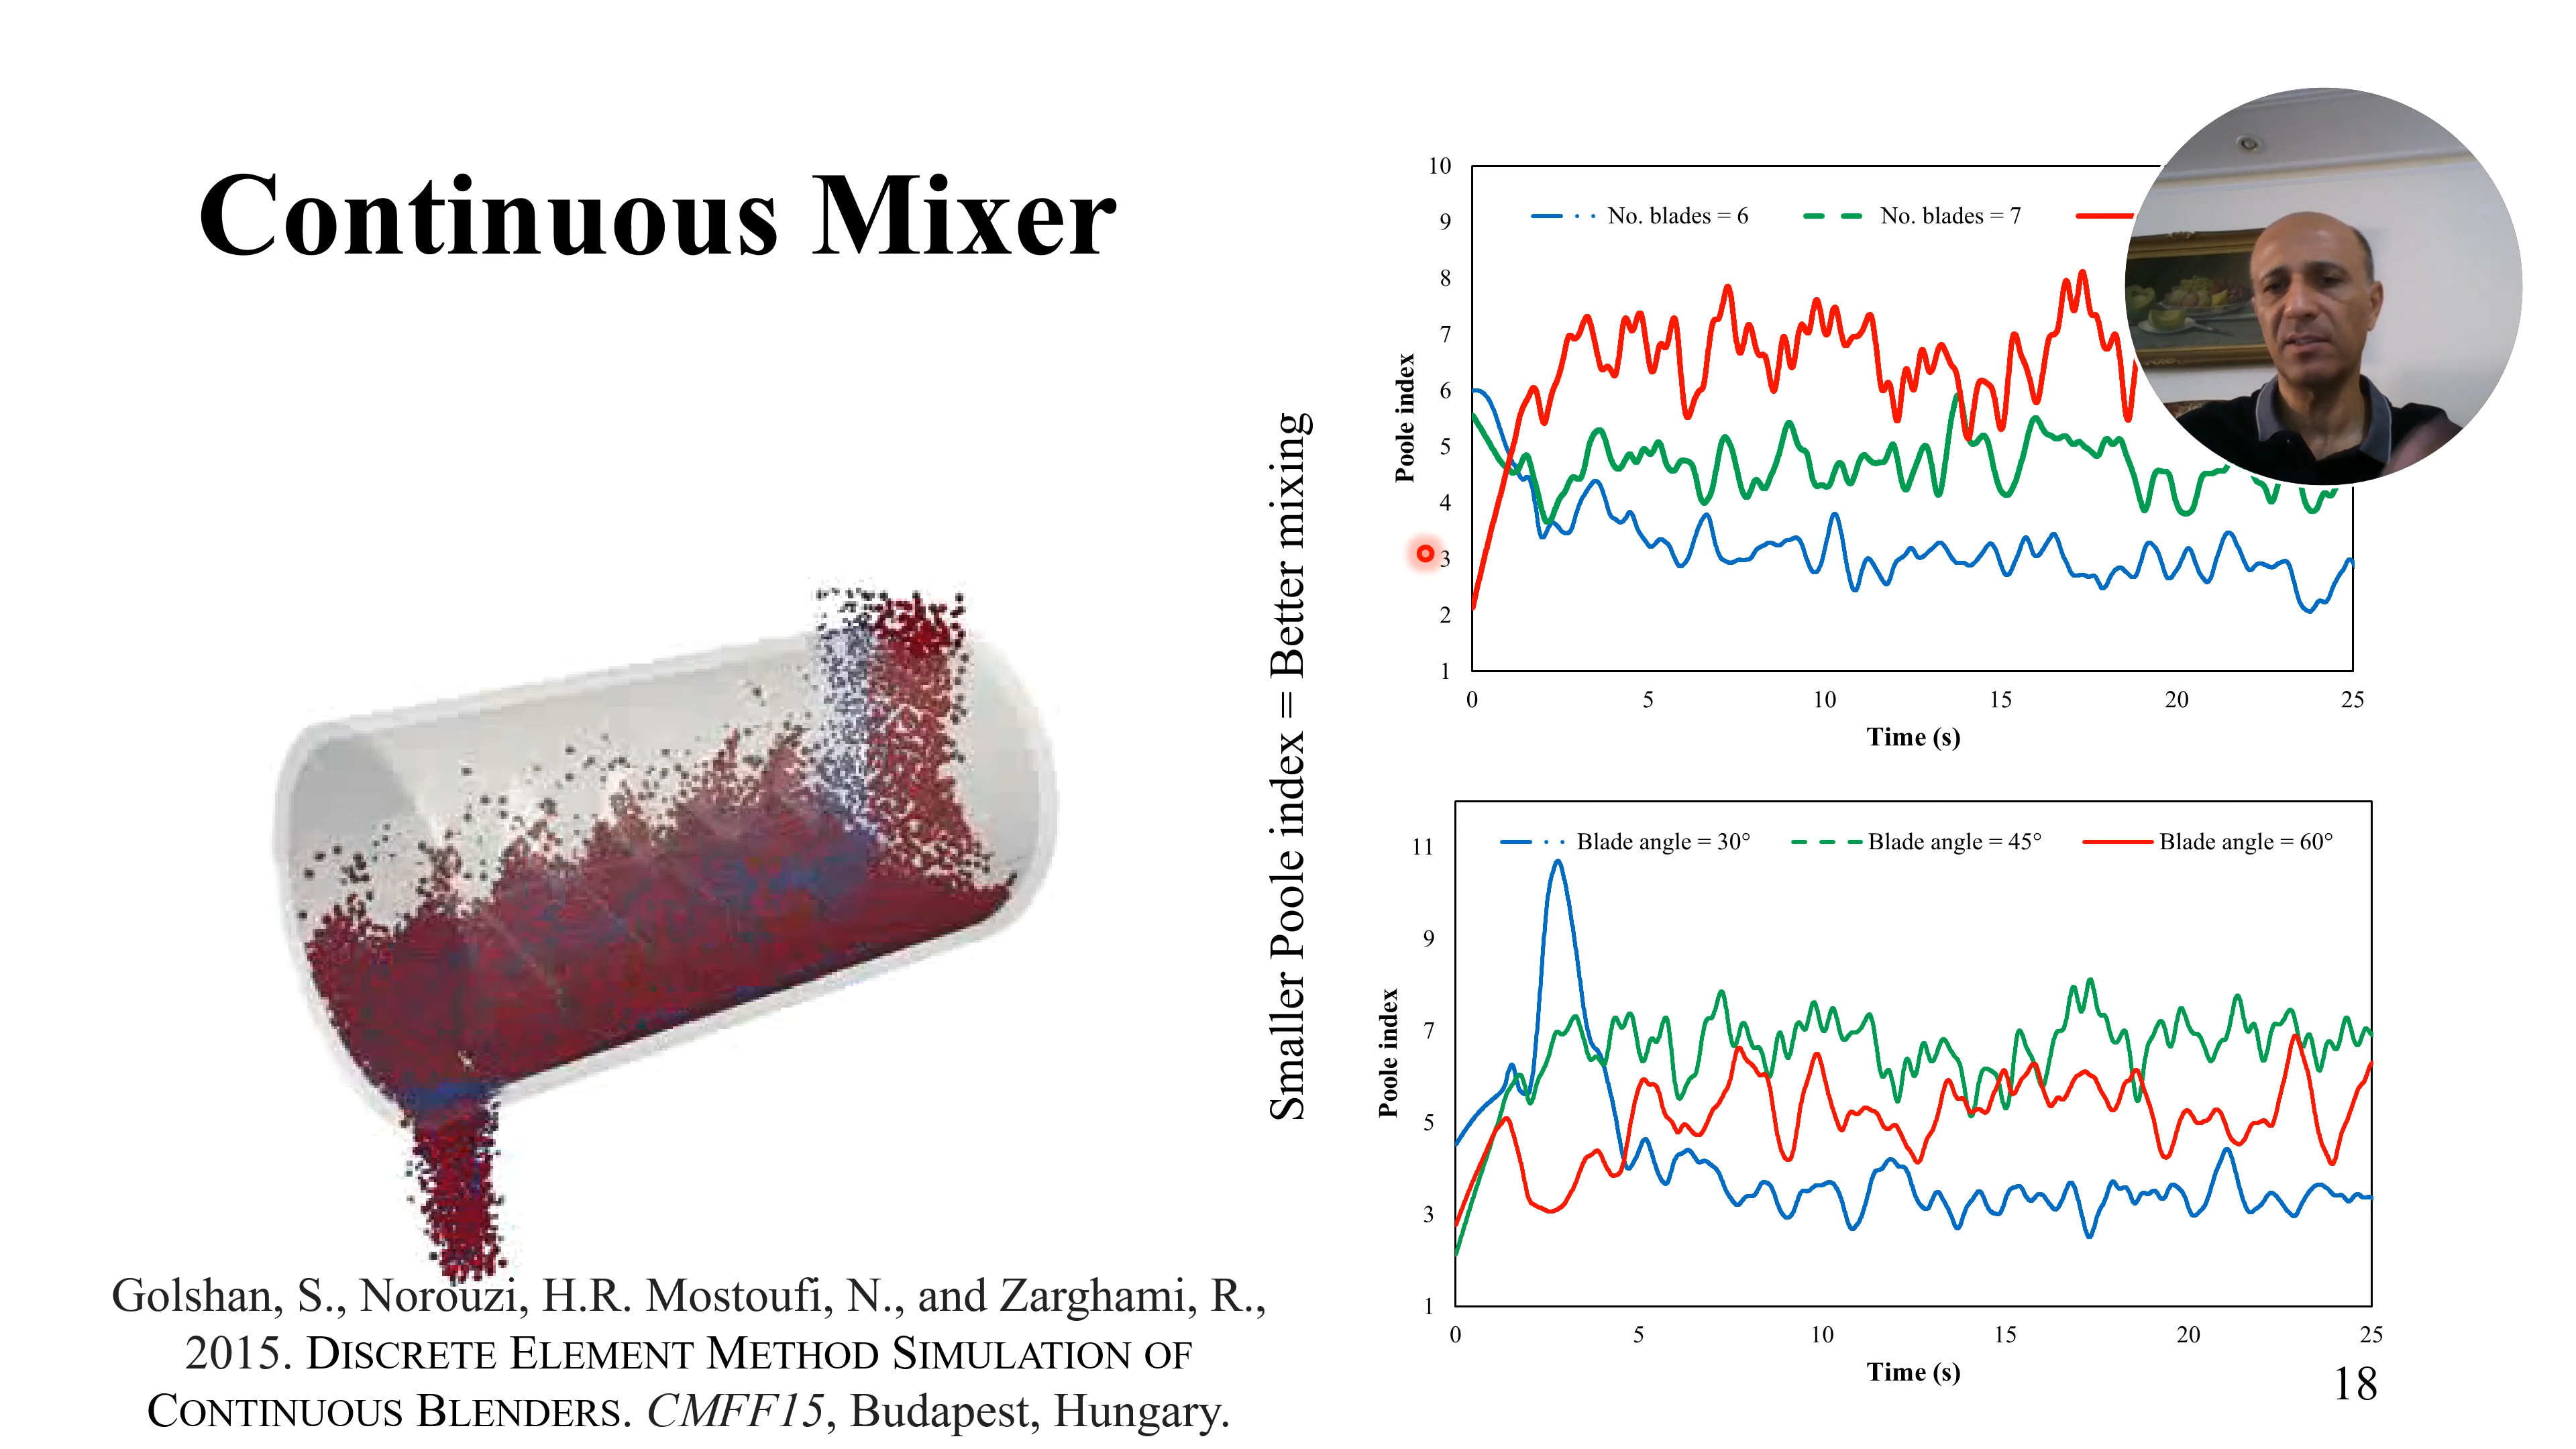 Continuous Mixer
Golshan, S., Norouzi, H.R. Mostoufi, N., and Zarghami, R.,
2015. DISCRETE ELEMENT METHOD SIMULATION OF
CONTINUOUS BLENDERS. CMFF15, Budapest, Hungary.
Smaller Poole index = Better mixing
No. blades = 6 No. blades = 7
Poole index
10
9
8
7
6
5
4
3
2
1
0 5 10 15 20 25
Time (s)
Blade angle = 30° Blade angle = 45° Blade angle = 60°
Poole index
11
9
7
5
3
1
0 5 10 15 20 25
Time (s)
18